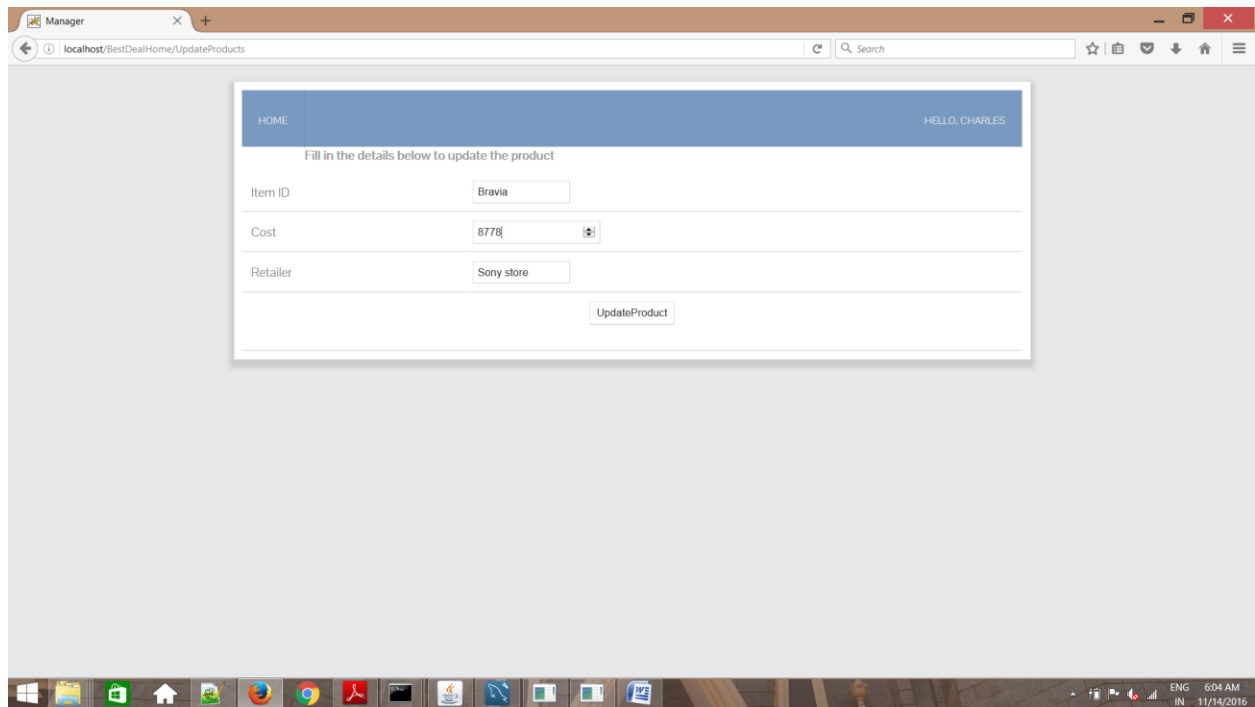 Manager
localhost/BestDealHome/UpdateProducts
Search
HOME
HELLO, CHARLES
Fill in the details below to update the product
Item ID
Bravia
Cost
8778
Retailer
Sony store
UpdateProduct
ENG 6:04 AM
IN 11/14/2016